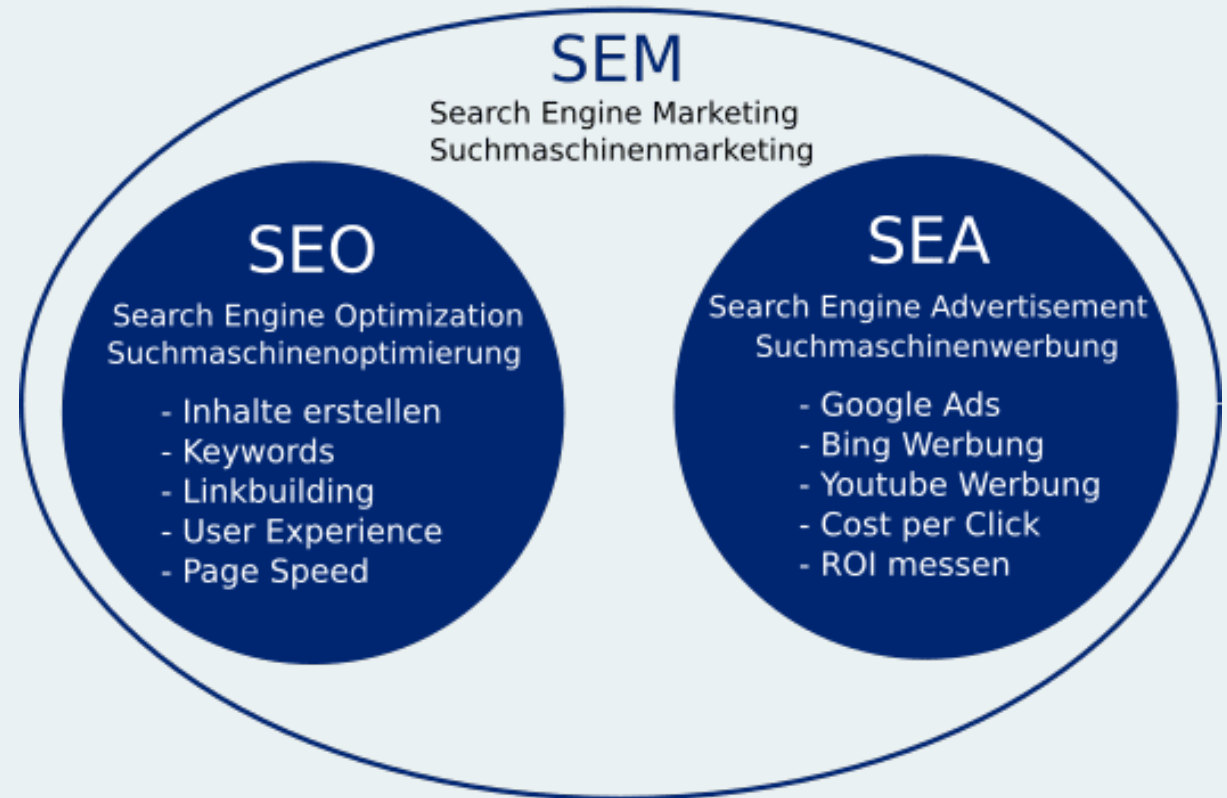 SEM
Search Engine Marketing
Suchmaschinenmarketing
SEO
Search Engine Optimization
Suchmaschinenoptimierung
- Inhalte erstellen
- Keywords
- Linkbuilding
- User Experience
- Page Speed
SEA
Search Engine Advertisement
Suchmaschinenwerbung
- Google Ads
- Bing Werbung
- Youtube Werbung
- Cost per Click
- ROI messen